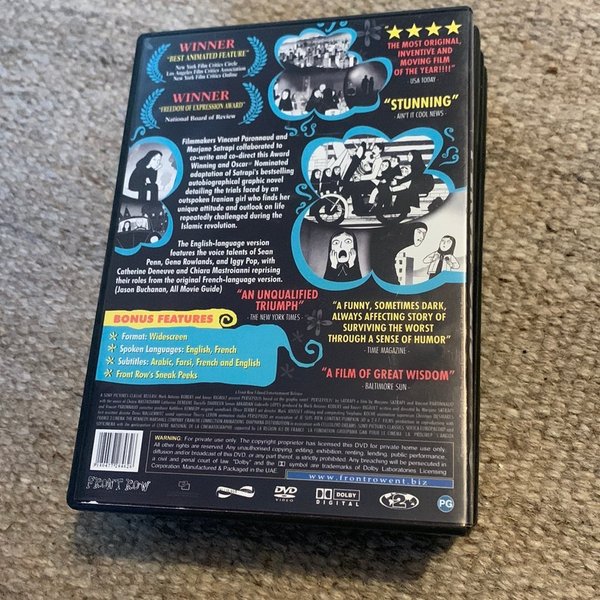 WINNER
"BEST ANIMATED FEATURE"
New York Film Critics Circle
Los Angeles Film Critics Association
New York Film Critics Online
WINNER
"FREEDOM OF EXPRESSION AWARD"
National Board of Review
THE MOST ORIGINAL,
INVENTIVE AND
MOVING FILM
OF THE YEAR!!!!"
- USA TODAY
"STUNNING"
- AIN'T IT COOL NEWS -
Filmmakers Vincent Paronnaud and
Marjane Satrapi collaborated to
co-write and co-direct this Award
Winning and Oscar® Nominated
adaptation of Satrapi's bestselling
autobiographical graphic novel
detailing the trials faced by an
outspoken Iranian girl who finds her
unique attitude and outlook on life
repeatedly challenged during the
Islamic revolution.
The English-language version
features the voice talents of Sean
Penn, Gena Rowlands, and Iggy Pop, with
Catherine Deneuve and Chiara Mastroianni reprising
their roles from the original French-language version.
(Jason Buchanan, All Movie Guide)
"AN UNQUALIFIED
TRIUMPH"
- THE NEW YORK TIMES -
"A FUNNY, SOMETIMES DARK,
ALWAYS AFFECTING STORY OF
SURVIVING THE WORST
THROUGH A SENSE OF HUMOR"
- TIME MAGAZINE -
"A FILM OF GREAT WISDOM"
- BALTIMORE SUN -
BONUS FEATURES
Format: Widescreen
Spoken Languages: English, French
Subtitles: Arabic, Farsi, French and English
Front Row's Sneak Peeks
WARNING: For private use only. The copyright proprietor has licensed this DVD for private home use only.
All other rights are reserved. Any unauthorised copying, editing, exhibition, renting, lending, public performance,
diffusion and/or broadcast of this DVD, or any part thereof, is strictly prohibited. Any breaching will be persecuted in
a civil and penal court of law. "Dolby" and the symbol are trademarks of Dolby Laboratories Licensing
Corporation. Manufactured & Packaged in the UAE.
www.frontrowent.biz
FRONT ROW
DVD
VIDEO
DOLBY
DIGITAL
2
PG